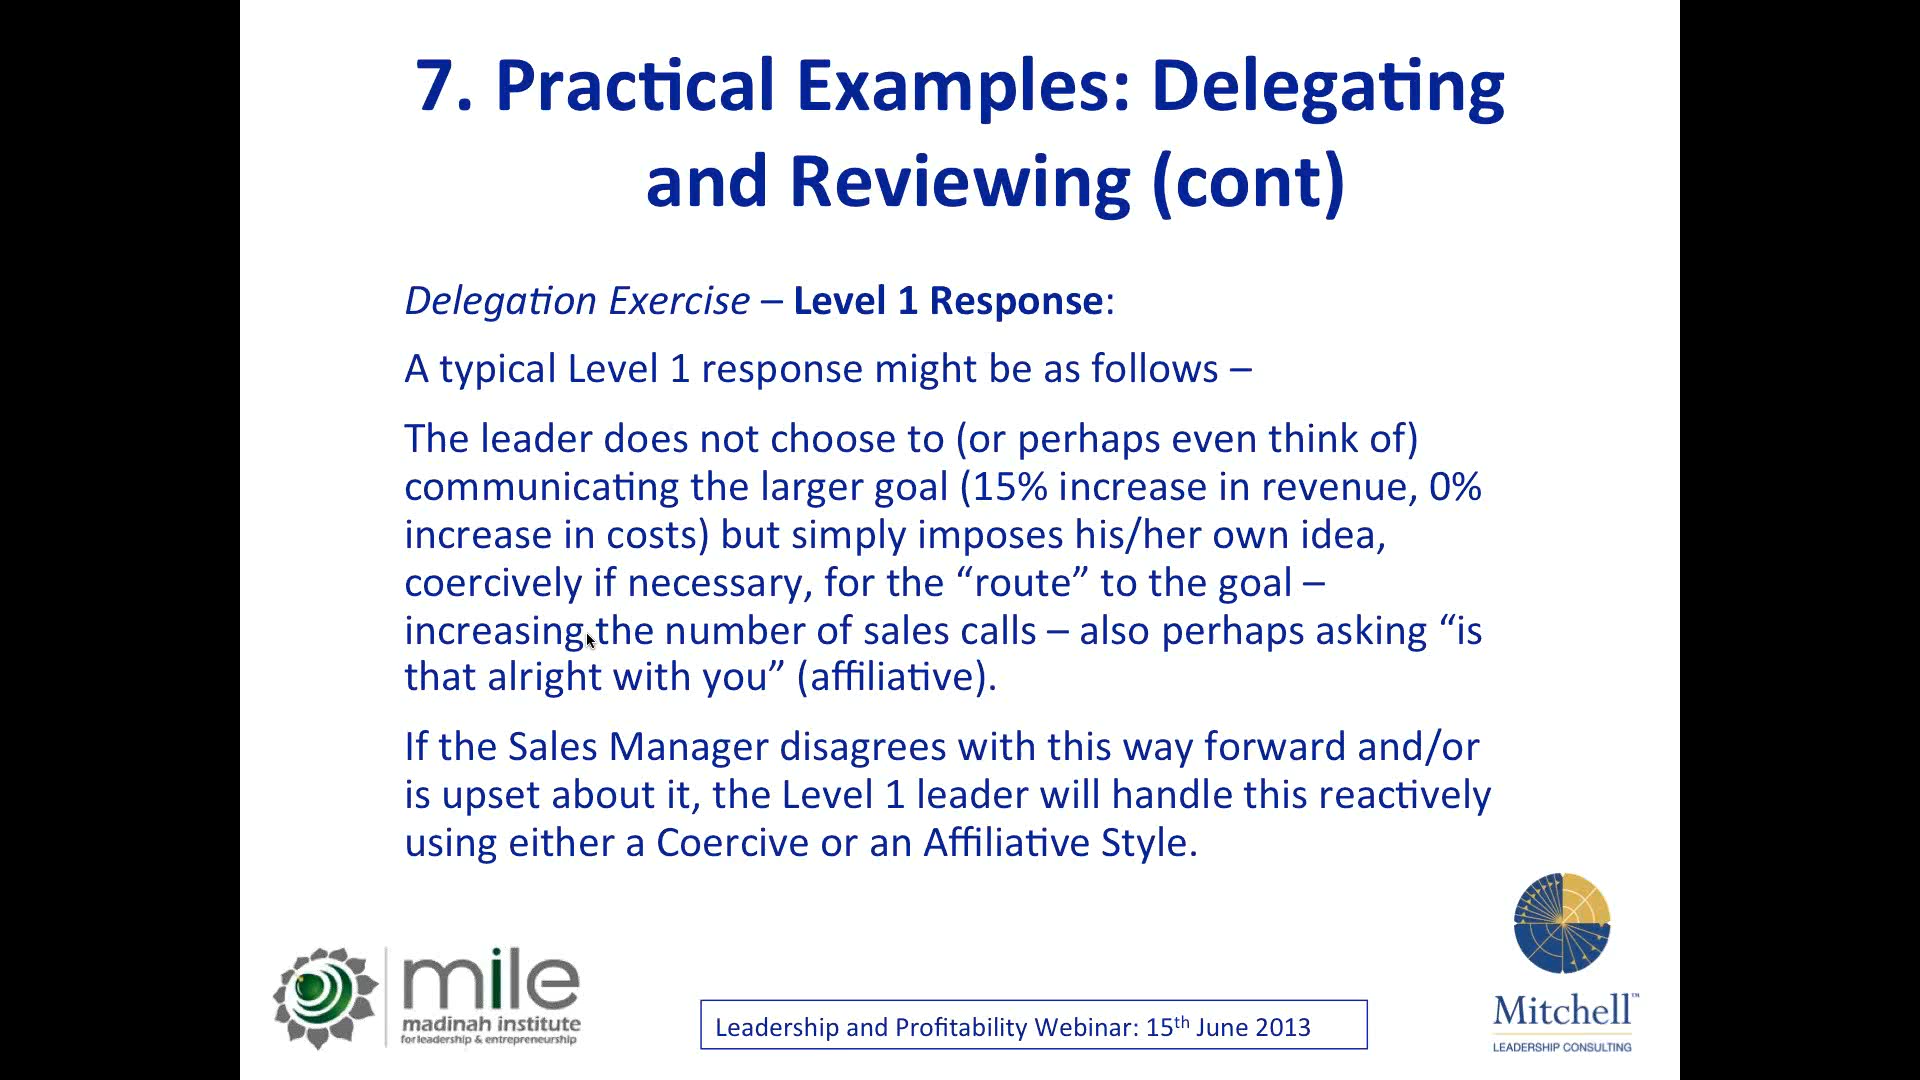 7. Practical Examples: Delegating
and Reviewing (cont)
Delegation Exercise – Level 1 Response:
A typical Level 1 response might be as follows –
The leader does not choose to (or perhaps even think of)
communicating the larger goal (15% increase in revenue, 0%
increase in costs) but simply imposes his/her own idea,
coercively if necessary, for the “route” to the goal –
increasing the number of sales calls – also perhaps asking “is
that alright with you” (affiliative).
If the Sales Manager disagrees with this way forward and/or
is upset about it, the Level 1 leader will handle this reactively
using either a Coercive or an Affiliative Style.
mile
madinah institute
for leadership & entrepreneurship
Leadership and Profitability Webinar: 15th June 2013
Mitchell™
LEADERSHIP CONSULTING